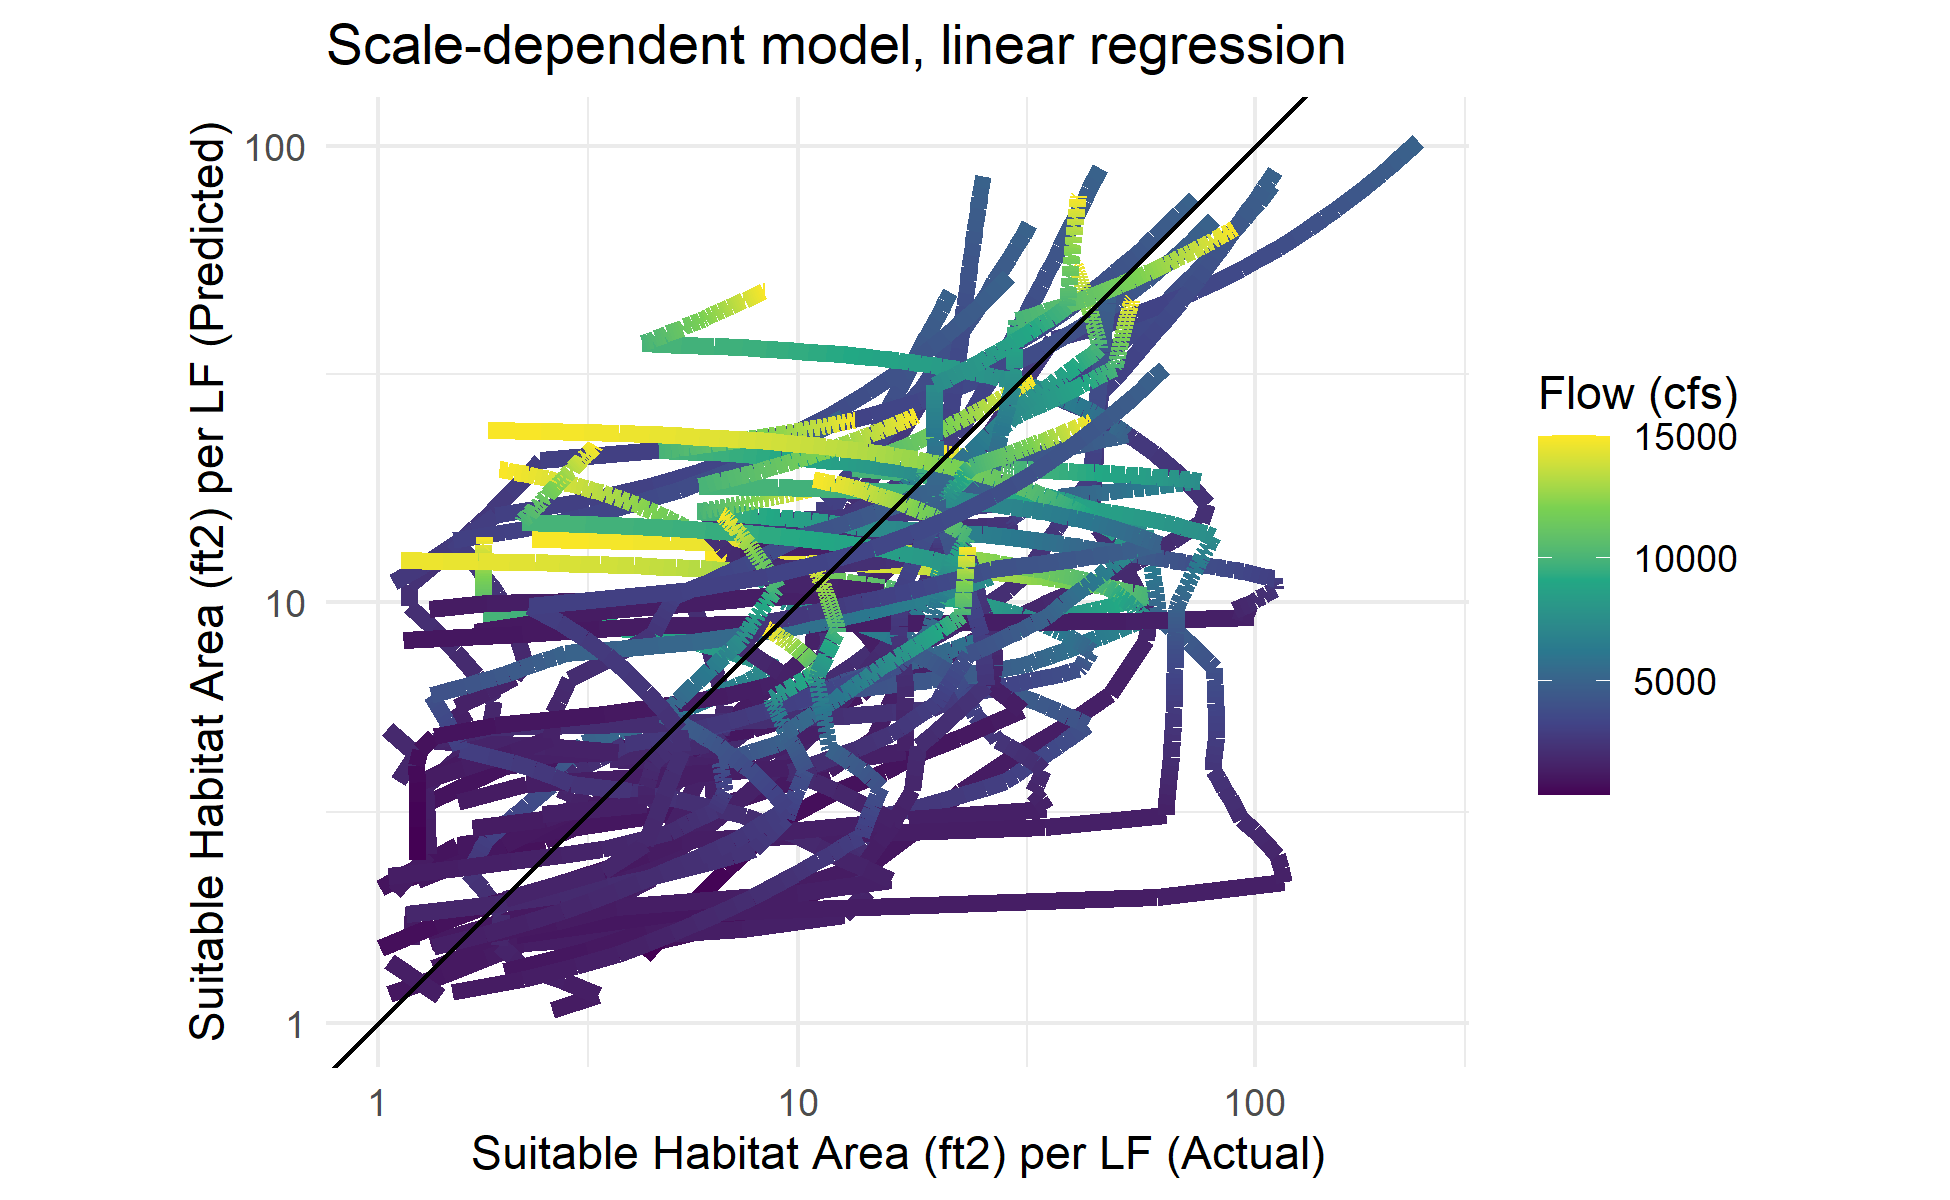 Scale-dependent model, linear regression
Suitable Habitat Area (ft2) per LF (Predicted)
100
10
1
1
10
100
Suitable Habitat Area (ft2) per LF (Actual)
Flow (cfs)
15000
10000
5000